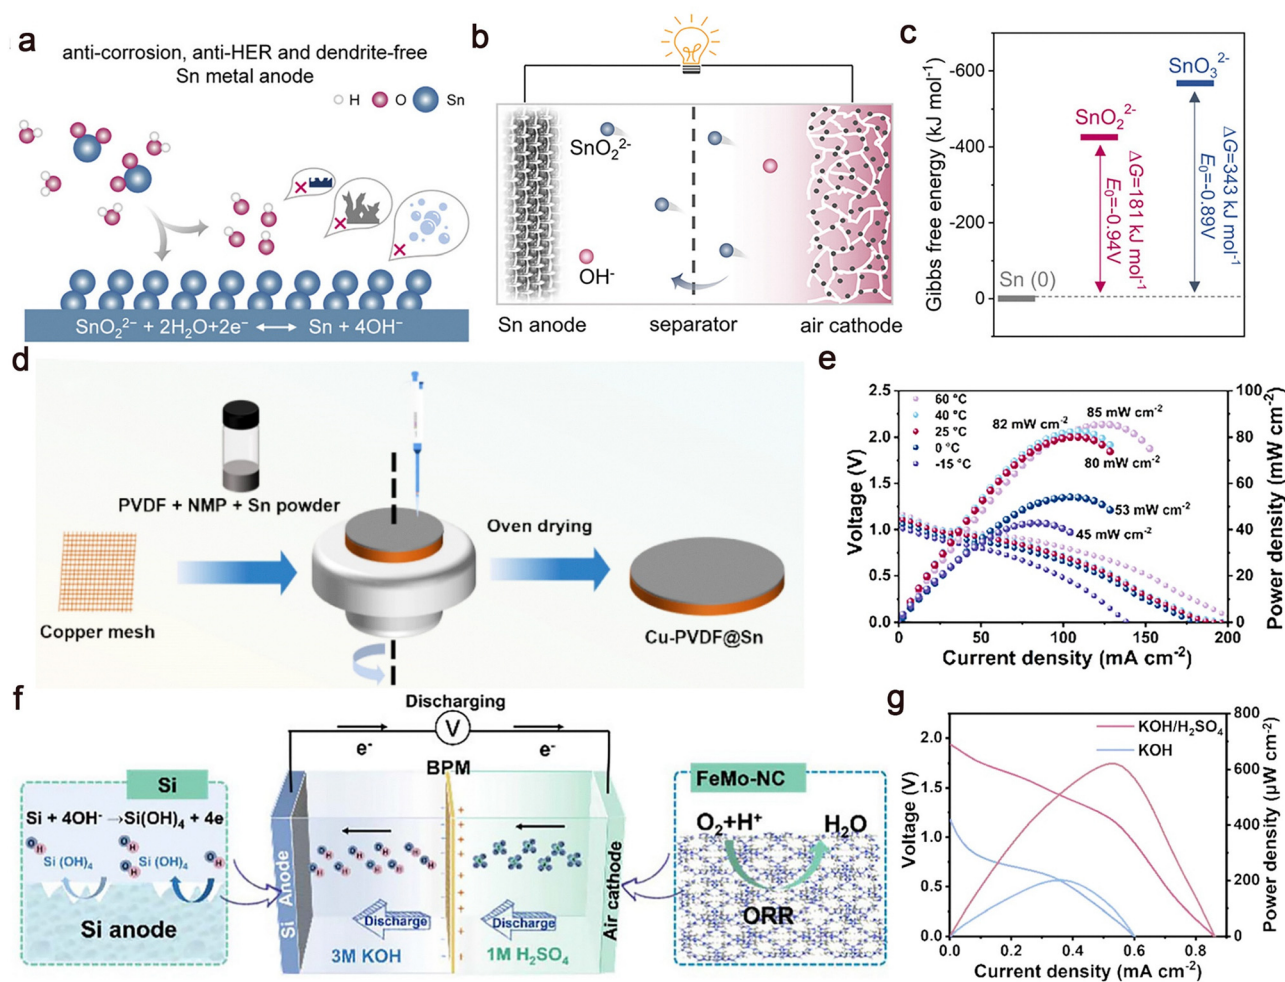 a
anti-corrosion, anti-HER and dendrite-free
Sn metal anode
H O Sn
SnO₂²⁻ + 2H₂O+2e⁻ ⟷ Sn + 4OH⁻
b
SnO₂²⁻
OH⁻
Sn anode separator air cathode
c
Gibbs free energy (kJ mol⁻¹)
-600
-400
-200
0
SnO₃²⁻
SnO₂²⁻
Sn (0)
ΔG=181 kJ mol⁻¹
E₀=-0.94V
ΔG=343 kJ mol⁻¹
E₀=-0.89V
d
PVDF + NMP + Sn powder
Copper mesh
Oven drying
Cu-PVDF@Sn
e
Voltage (V)
2.5
2.0
1.5
1.0
0.5
0.0
60 °C
40 °C
25 °C
0 °C
-15 °C
82 mW cm⁻²
85 mW cm⁻²
80 mW cm⁻²
53 mW cm⁻²
45 mW cm⁻²
100
80
60
40
20
0
Power density (mW cm⁻²)
0 50 100 150 200
Current density (mA cm⁻²)
f
Discharging
V
e⁻ e⁻
BPM
Si
Si + 4OH⁻ →Si(OH)₄ + 4e
H
Si (OH)₄ Si (OH)₄
Si anode
Si Anode
Discharge
Discharge
3M KOH 1M H₂SO₄
Air cathode
FeMo-NC
O₂+H⁺ H₂O
ORR
g
Voltage (V)
2.0
1.5
1.0
0.5
0.0
KOH/H₂SO₄
KOH
800
600
400
200
0
Power density (μW cm⁻²)
0.0 0.2 0.4 0.6 0.8
Current density (mA cm⁻²)